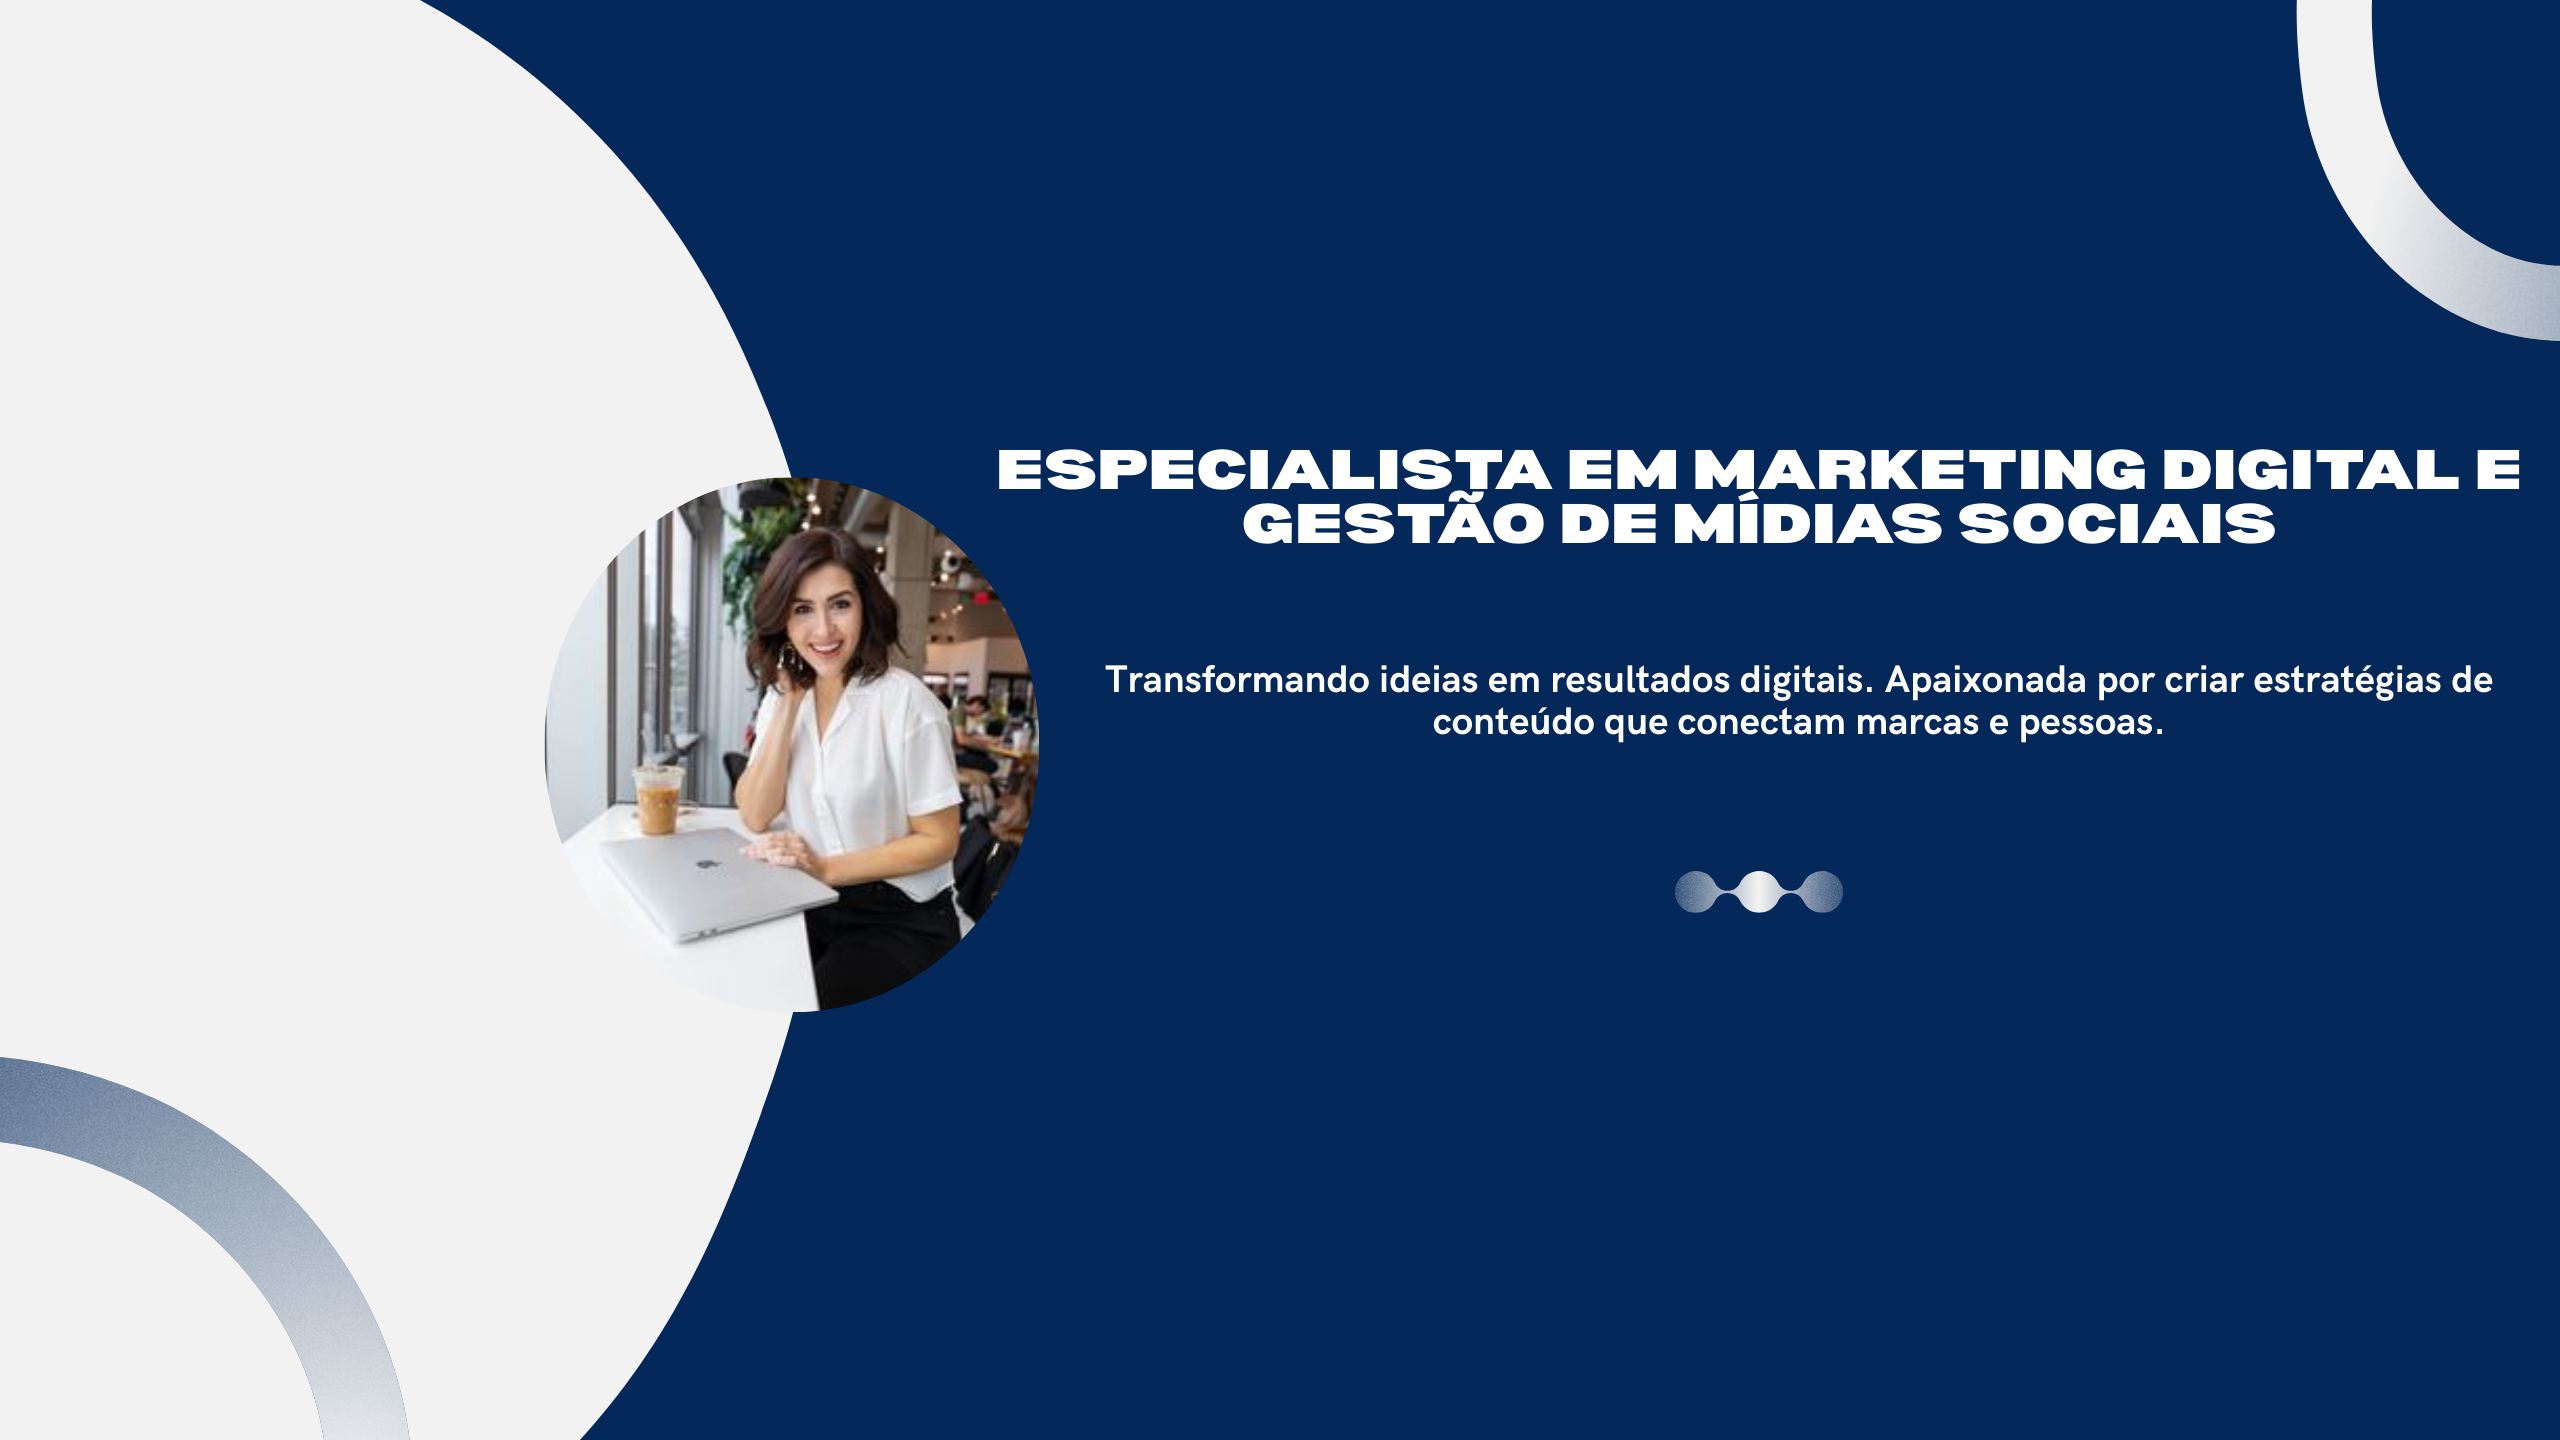 ESPECIALISTA EM MARKETING DIGITAL E
GESTÃO DE MÍDIAS SOCIAIS
Transformando ideias em resultados digitais. Apaixonada por criar estratégias de
conteúdo que conectam marcas e pessoas.